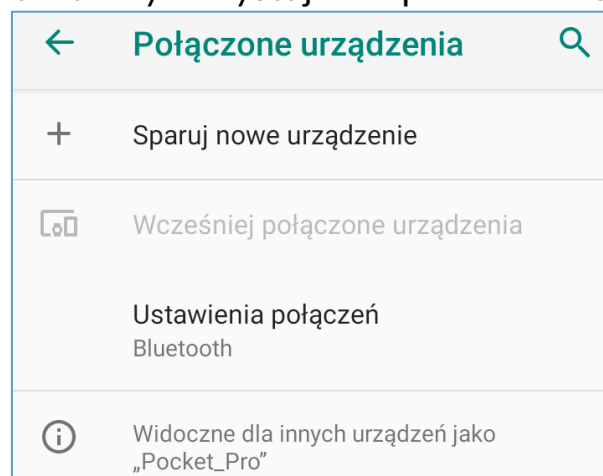 Połączone urządzenia
Sparuj nowe urządzenie
Wcześniej połączone urządzenia
Ustawienia połączeń
Bluetooth
Widoczne dla innych urządzeń jako
„Pocket_Pro”